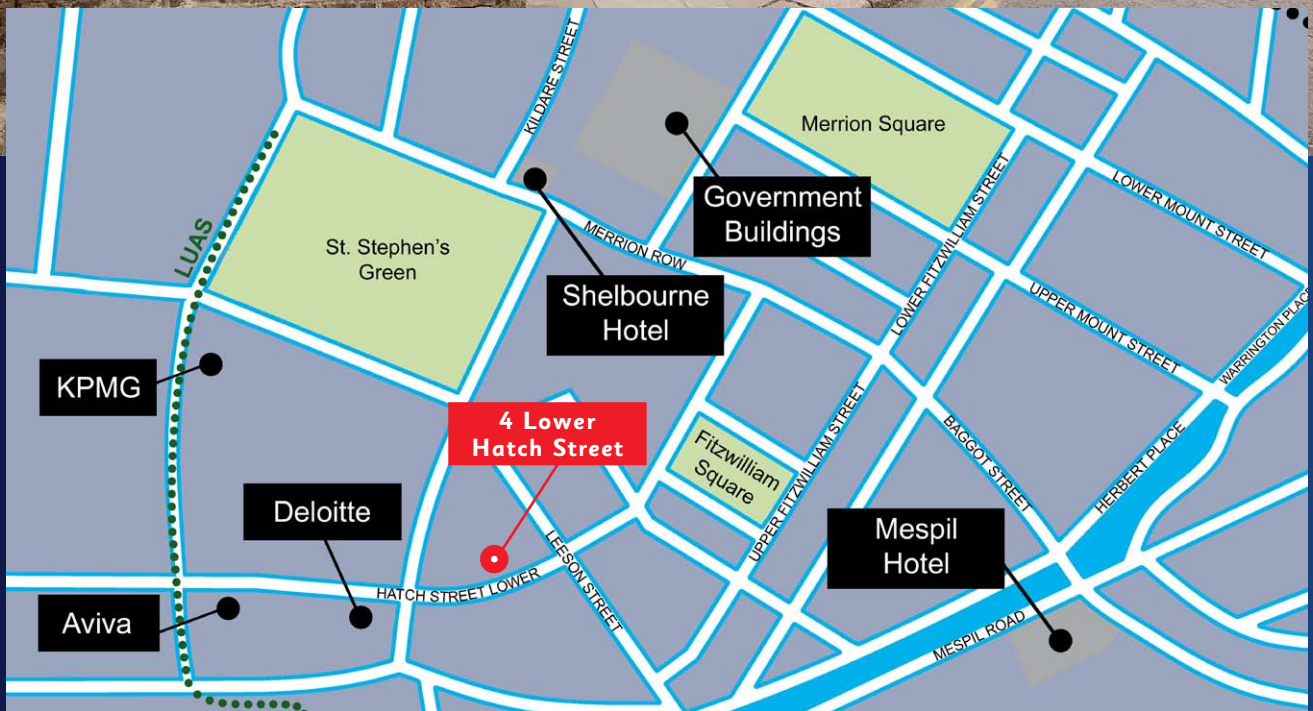 KILDARE STREET
Merrion Square
LOWER MOUNT STREET
Government
Buildings
LOWER FITZWILLIAM STREET
LUAS
St. Stephen's
Green
MERRION ROW
Shelbourne
Hotel
UPPER MOUNT STREET
WARRINGTON PLACE
KPMG
4 Lower
Hatch Street
Fitzwilliam
Square
UPPER FITZWILLIAM STREET
BAGGOT STREET
HERBERT PLACE
Deloitte
Mespil
Hotel
LEESON STREET
HATCH STREET LOWER
Aviva
MESPIL ROAD